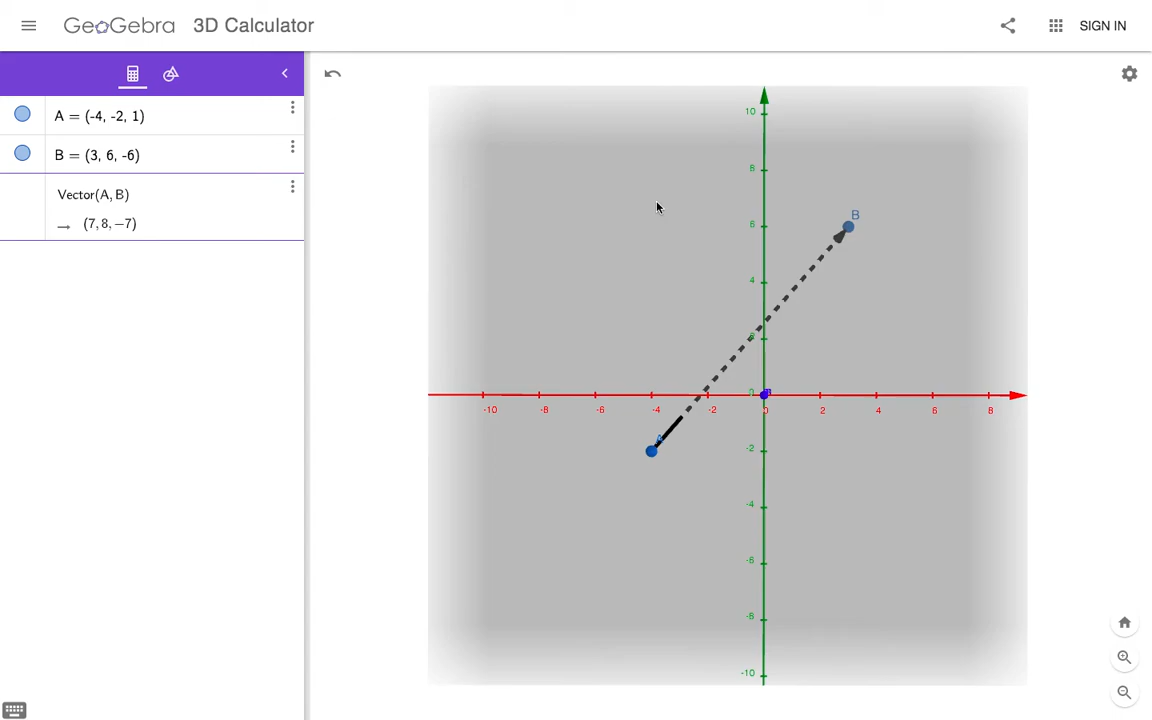 GeoGebra 3D Calculator SIGN IN
A = (-4, -2, 1)
B = (3, 6, -6)
Vector(A, B)
→ (7, 8, −7)
10
8
B
6
4
2
0
-10 -8 -6 -4 -2 0 2 4 6 8
A
-2
-4
-6
-8
-10